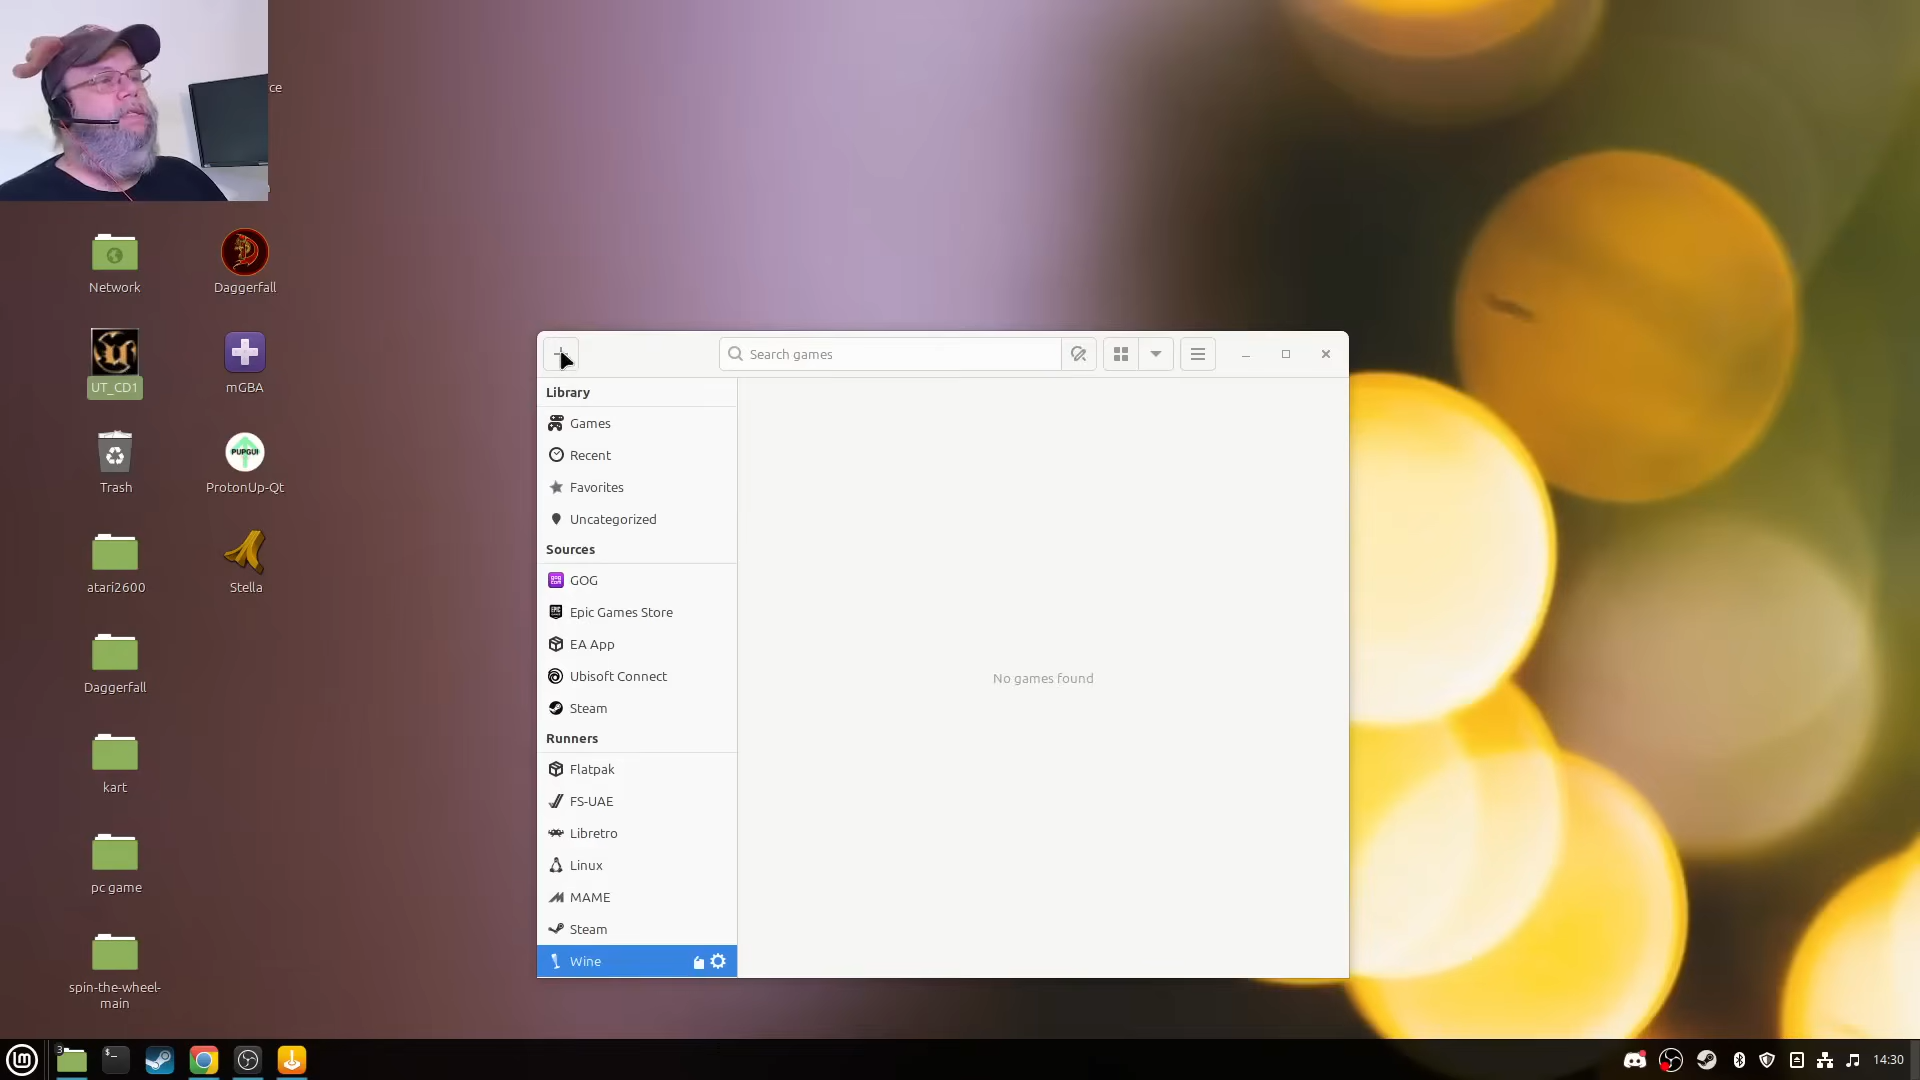 ce
Network
Daggerfall
UT_CD1
mGBA
Trash
PUPGUI
ProtonUp-Qt
atari2600
Stella
Daggerfall
kart
pc game
spin-the-wheel-
main
Search games
Library
Games
Recent
Favorites
Uncategorized
Sources
GOG
Epic Games Store
EA App
Ubisoft Connect
Steam
Runners
Flatpak
FS-UAE
Libretro
Linux
MAME
Steam
Wine
No games found
3
$_
14:30